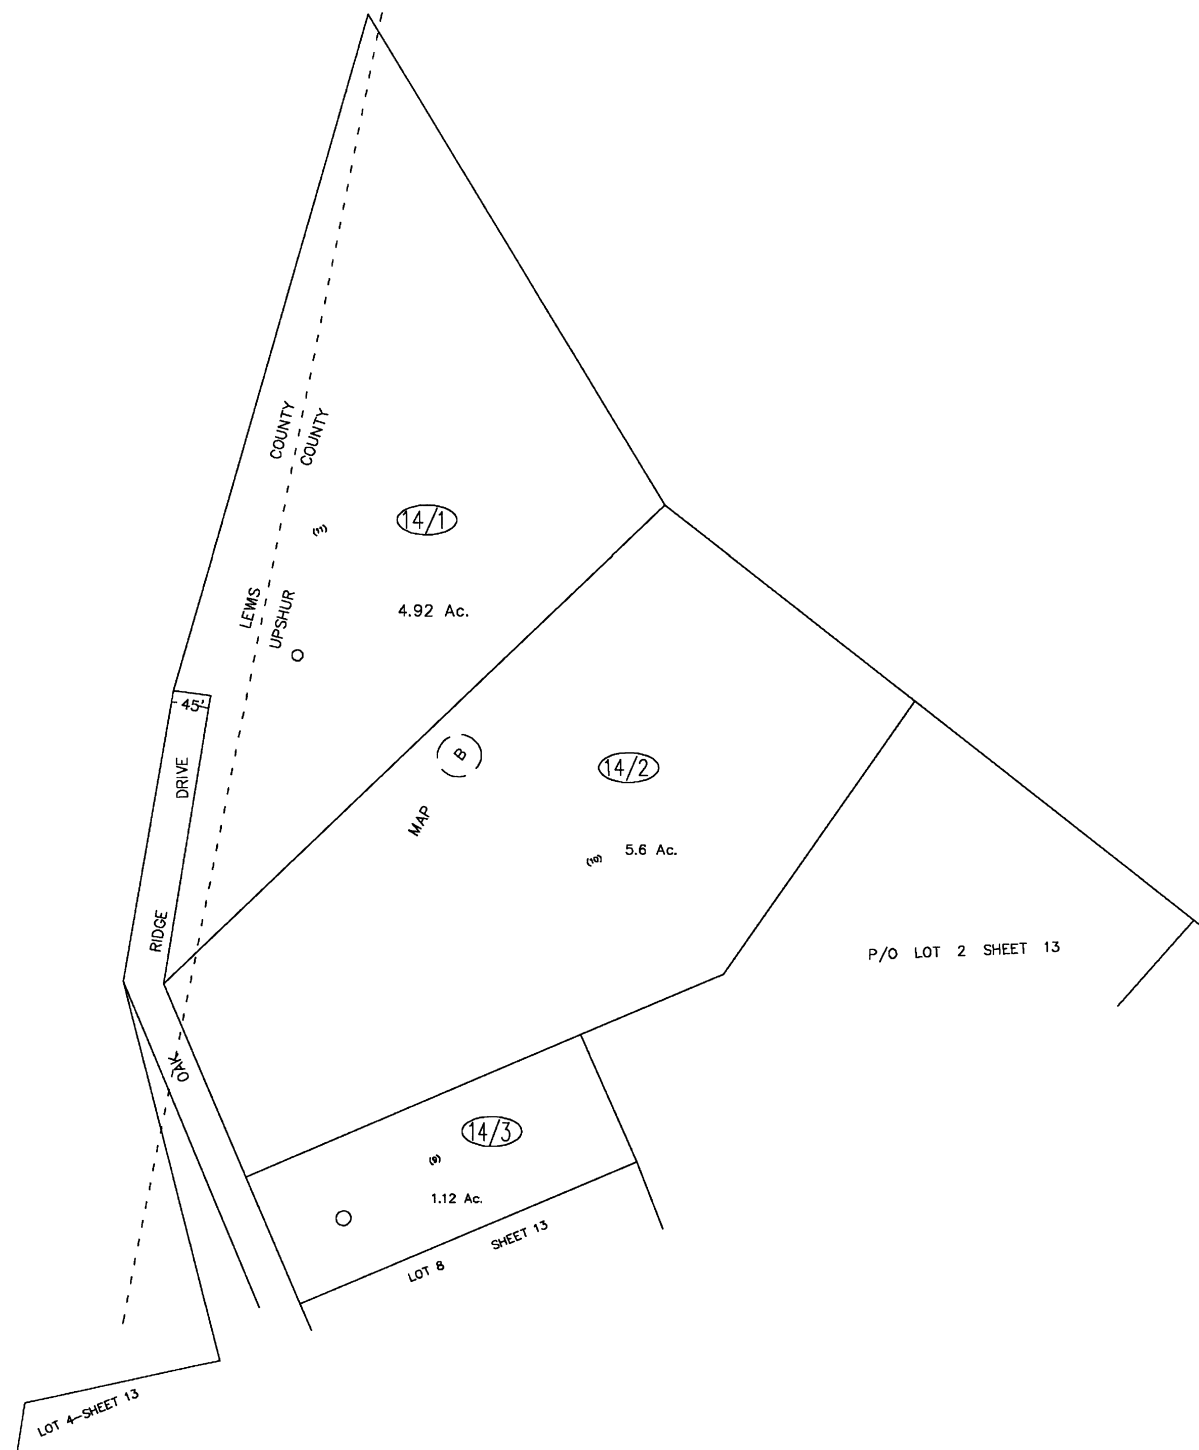 COUNTY
COUNTY
14/1
(11)
LEWIS
UPSHUR
4.92 Ac.
45'
DRIVE
B
MAP
14/2
(10)
5.6 Ac.
RIDGE
P/O LOT 2 SHEET 13
OAK
14/3
(9)
1.12 Ac.
LOT 8 SHEET 13
LOT 4-SHEET 13